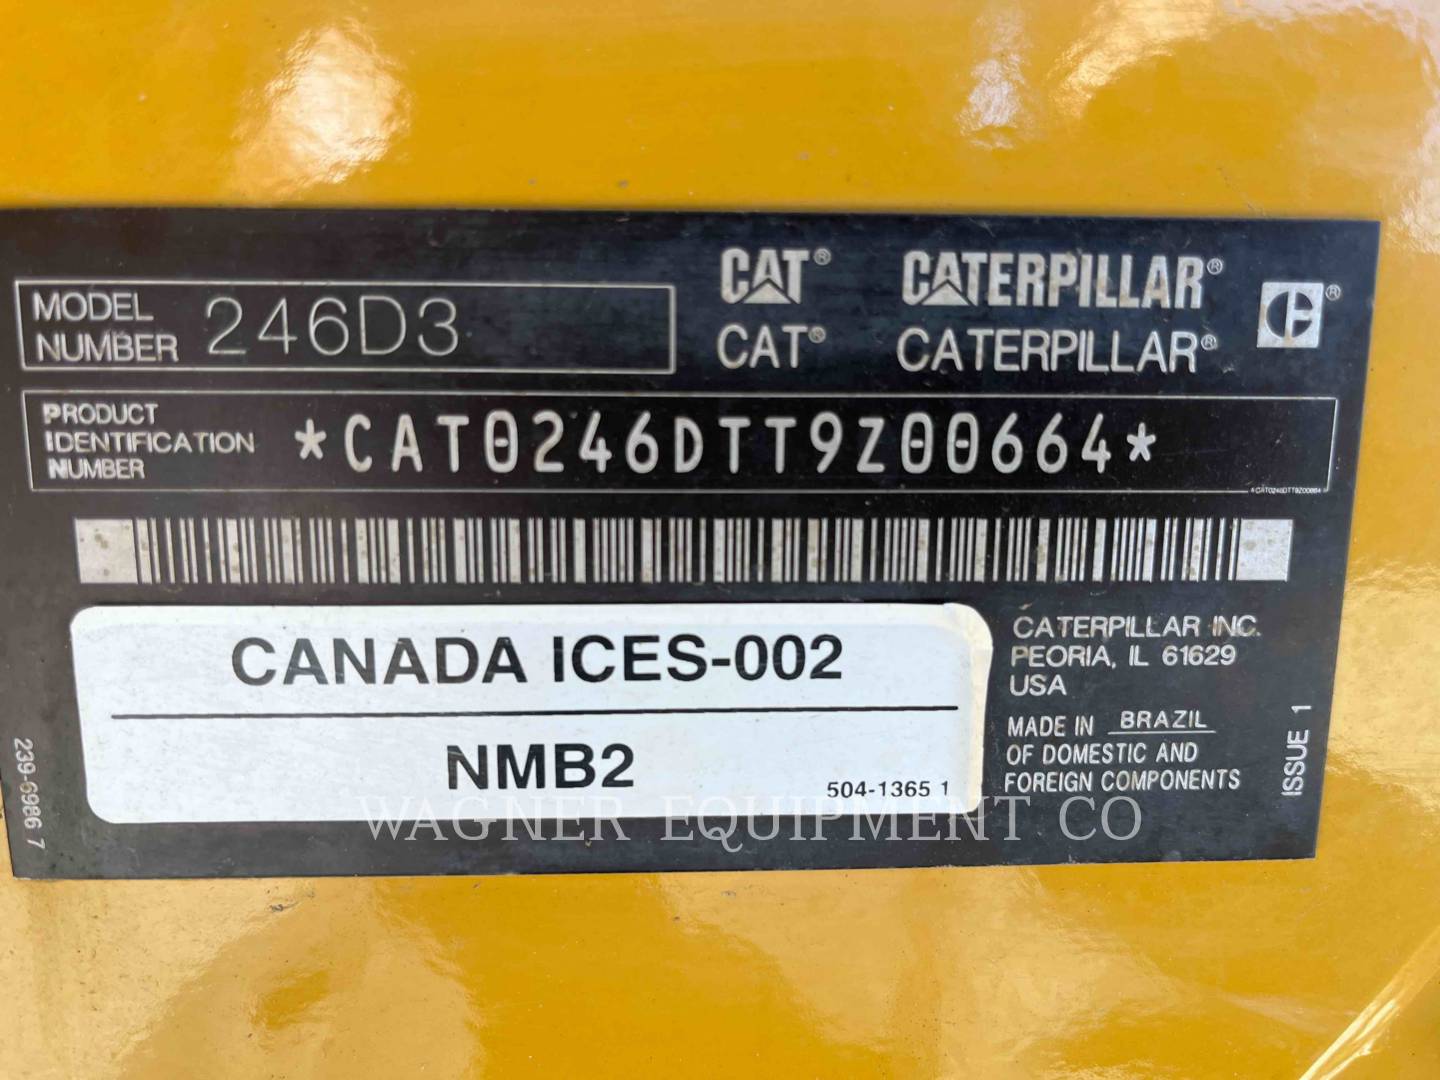 CAT® CATERPILLAR®
CAT® CATERPILLAR®
MODEL NUMBER 246D3
PRODUCT IDENTIFICATION NUMBER *CAT0246DTT9Z00664*
*CAT0246DTT9Z00664
CANADA ICES-002
NMB2
504-1365 1
CATERPILLAR INC.
PEORIA, IL 61629
USA
MADE IN BRAZIL
OF DOMESTIC AND
FOREIGN COMPONENTS
ISSUE 1
239-6986 7
WAGNER EQUIPMENT CO